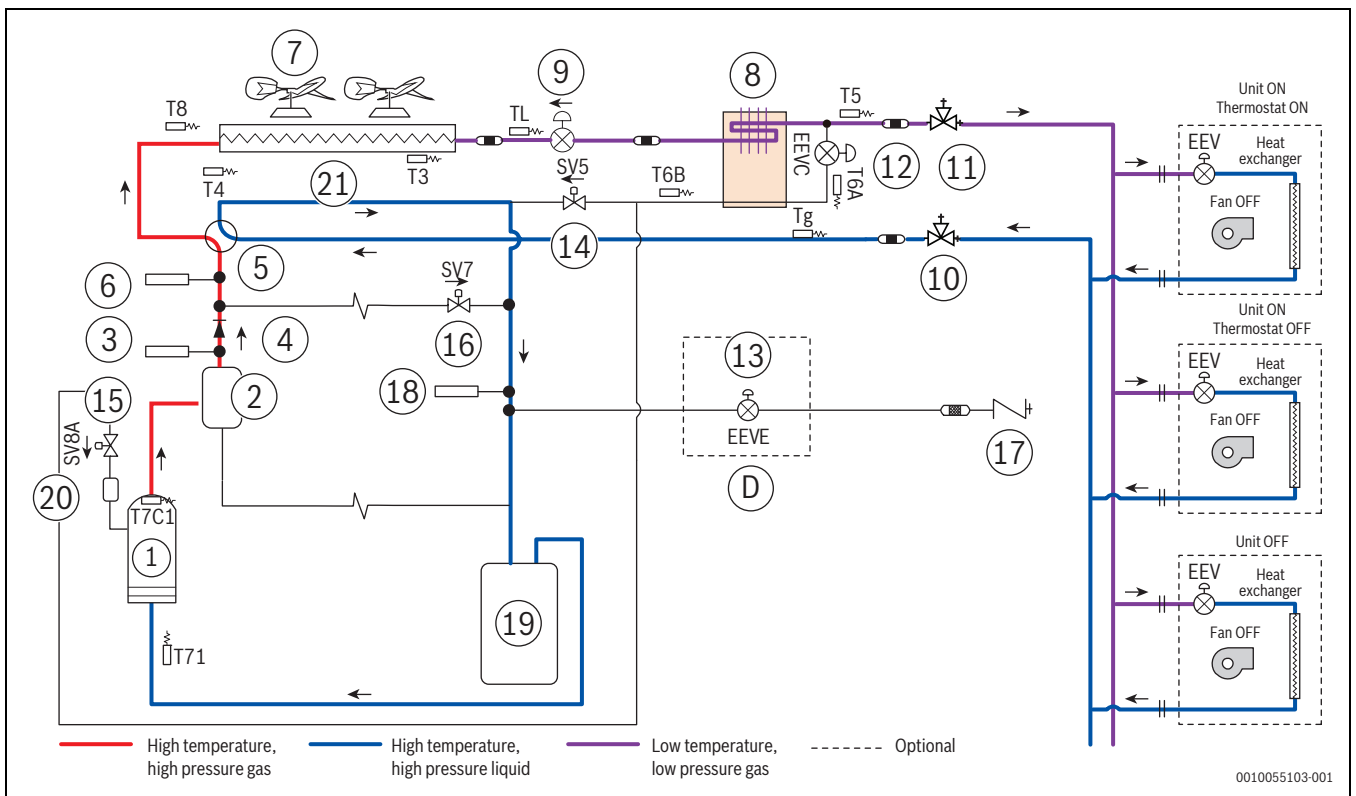 7
9
8
T8
TL
T5
Unit ON
Thermostat ON
EEV
Heat
exchanger
Fan OFF
EEVC
T4
T3
SV5
T6B
T6A
12
11
21
Tg
14
10
5
6
SV7
3
4
16
Unit ON
Thermostat OFF
EEV
Heat
exchanger
Fan OFF
15
2
18
13
EEVE
17
SV8A
D
20
T7C1
1
19
T71
Unit OFF
EEV
Heat
exchanger
Fan OFF
High temperature,
high pressure gas
High temperature,
high pressure liquid
Low temperature,
low pressure gas
Optional
0010055103-001